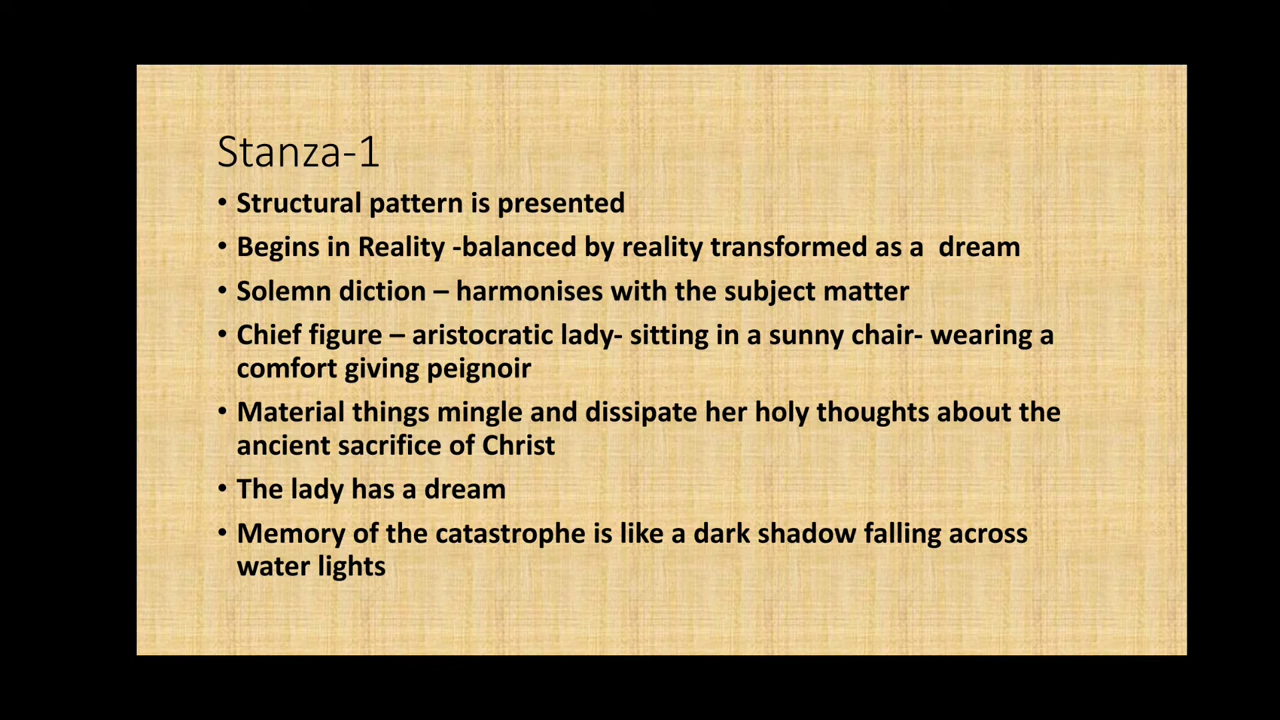 Stanza-1
• Structural pattern is presented
• Begins in Reality -balanced by reality transformed as a  dream
• Solemn diction – harmonises with the subject matter
• Chief figure – aristocratic lady- sitting in a sunny chair- wearing a
comfort giving peignoir
• Material things mingle and dissipate her holy thoughts about the
ancient sacrifice of Christ
• The lady has a dream
• Memory of the catastrophe is like a dark shadow falling across
water lights